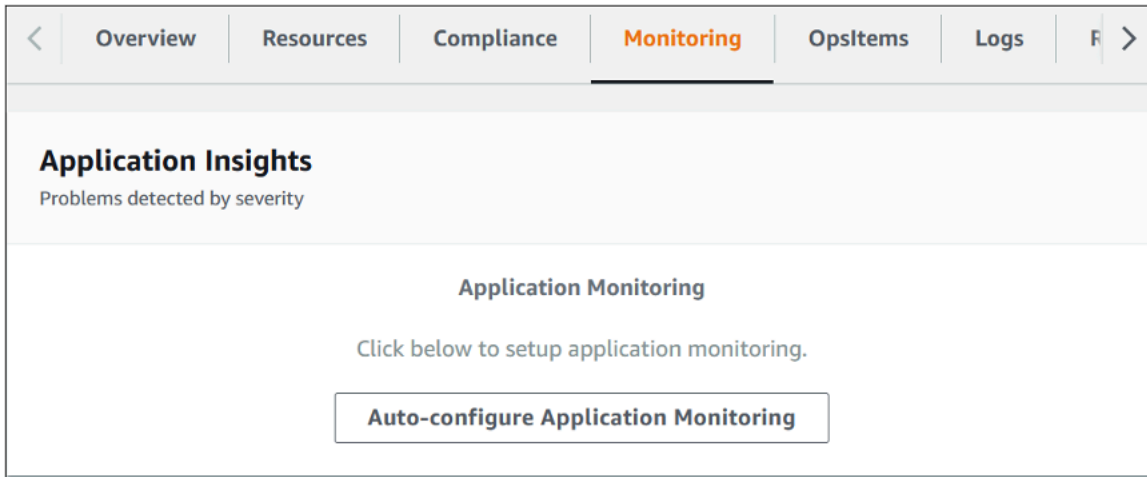 Overview Resources Compliance Monitoring OpsItems Logs
Application Insights
Problems detected by severity
Application Monitoring
Click below to setup application monitoring.
Auto-configure Application Monitoring